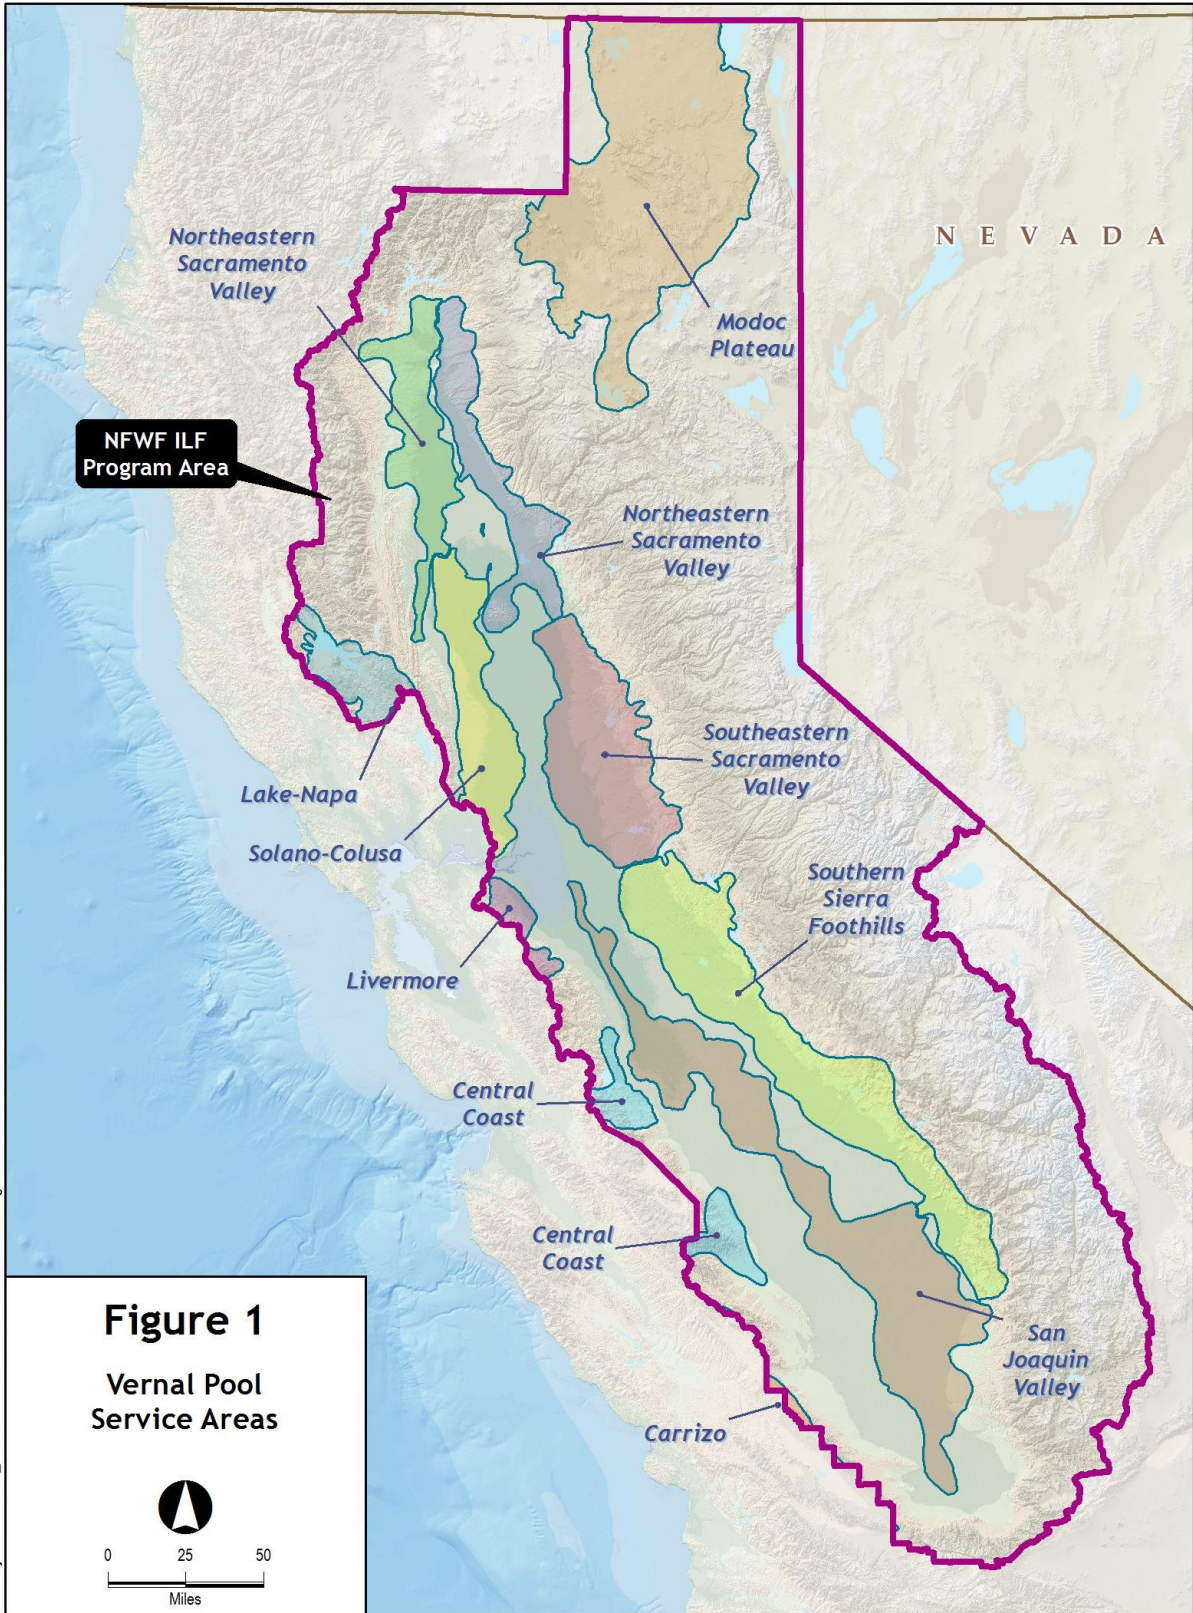 NEVADA
Northeastern
Sacramento
Valley
Modoc
Plateau
NFWF ILF
Program Area
Northeastern
Sacramento
Valley
Southeastern
Sacramento
Valley
Lake-Napa
Solano-Colusa
Southern
Sierra
Foothills
Livermore
Central
Coast
Central
Coast
San
Joaquin
Valley
Carrizo
Figure 1
Vernal Pool
Service Areas
0 25 50
Miles